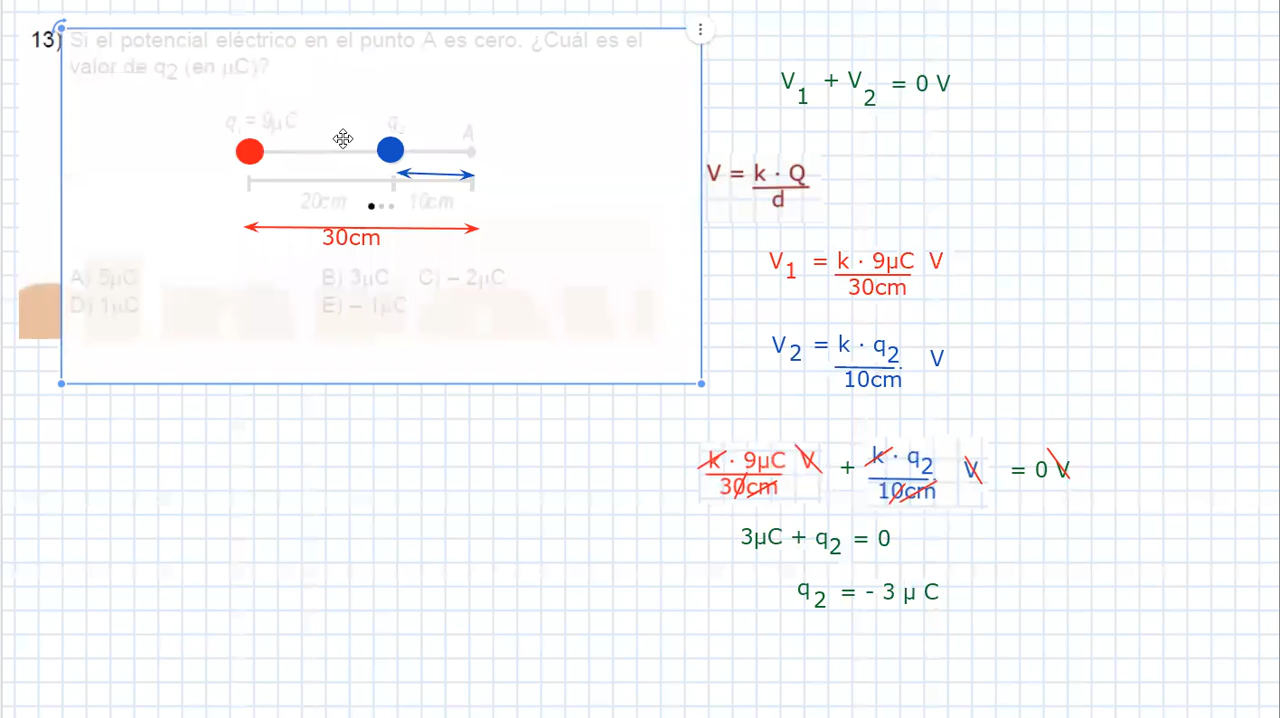 13) Si el potencial eléctrico en el punto A es cero. ¿Cuál es el
valor de q2 (en μC)?
q1 = 9μC q2 A
20cm 10cm
30cm
A) 5μC B) 3μC C) – 2μC
D) 1μC E) – 1μC
V1 + V2 = 0 V
V = k · Q
d
V1 = k · 9μC V
30cm
V2 = k · q2 V
10cm
k · 9μC V + k · q2 V = 0 V
30cm 10cm
3μC + q2 = 0
q2 = - 3 μ C